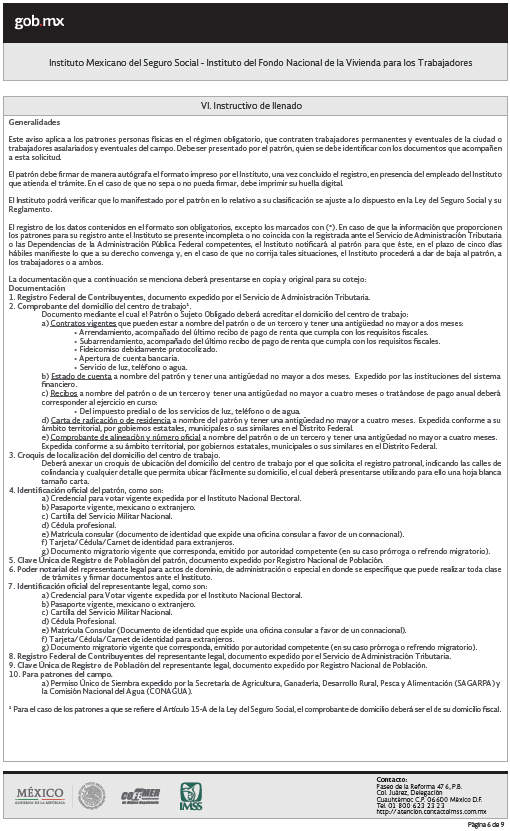 gob.mx
Instituto Mexicano del Seguro Social - Instituto del Fondo Nacional de la Vivienda para los Trabajadores
VI. Instructivo de llenado
Generalidades
Este aviso aplica a los patrones personas físicas en el régimen obligatorio, que contraten trabajadores permanentes y eventuales de la ciudad o
trabajadores asalariados y eventuales del campo. Debe ser presentado por el patrón, quien se debe identificar con los documentos que acompañen
a esta solicitud.
El patrón debe firmar de manera autógrafa el formato impreso por el Instituto, una vez concluido el registro, en presencia del empleado del Instituto
que atienda el trámite. En el caso de que no sepa o no pueda firmar, debe imprimir su huella digital.
El Instituto podrá verificar que lo manifestado por el patrón en lo relativo a su clasificación se ajuste a lo dispuesto en la Ley del Seguro Social y su
Reglamento.
El registro de los datos contenidos en el formato son obligatorios, excepto los marcados con (*). En caso de que la información que proporcionen
los patrones para su registro ante el Instituto se presente incompleta o no coincida con la registrada ante el Servicio de Administración Tributaria
o las Dependencias de la Administración Pública Federal competentes, el Instituto notificará al patrón para que éste, en el plazo de cinco días
hábiles manifieste lo que a su derecho convenga y, en el caso de que no corrija tales situaciones, el Instituto procederá a dar de baja al patrón, a
los trabajadores o a ambos.
La documentación que a continuación se menciona deberá presentarse en copia y original para su cotejo:
Documentación
1. Registro Federal de Contribuyentes, documento expedido por el Servicio de Administración Tributaria.
2. Comprobante del domicilio del centro de trabajo¹.
Documento mediante el cual el Patrón o Sujeto Obligado deberá acreditar el domicilio del centro de trabajo:
a) Contratos vigentes que pueden estar a nombre del patrón o de un tercero y tener una antigüedad no mayor a dos meses:
• Arrendamiento, acompañado del último recibo de pago de renta que cumpla con los requisitos fiscales.
• Subarrendamiento, acompañado del último recibo de pago de renta que cumpla con los requisitos fiscales.
• Fideicomiso debidamente protocolizado.
• Apertura de cuenta bancaria.
• Servicio de luz, teléfono o agua.
b) Estado de cuenta a nombre del patrón y tener una antigüedad no mayor a dos meses. Expedido por las instituciones del sistema
financiero.
c) Recibos a nombre del patrón o de un tercero y tener una antigüedad no mayor a cuatro meses o tratándose de pago anual deberá
corresponder al ejercicio en curso:
• Del impuesto predial o de los servicios de luz, teléfono o de agua.
d) Carta de radicación o de residencia a nombre del patrón y tener una antigüedad no mayor a cuatro meses. Expedida conforme a su
ámbito territorial, por gobiernos estatales, municipales o sus similares en el Distrito Federal.
e) Comprobante de alineación y número oficial a nombre del patrón o de un tercero y tener una antigüedad no mayor a cuatro meses.
Expedida conforme a su ámbito territorial, por gobiernos estatales, municipales o sus similares en el Distrito Federal.
3. Croquis de localización del domicilio del centro de trabajo.
Deberá anexar un croquis de ubicación del domicilio del centro de trabajo por el que solicita el registro patronal, indicando las calles de
colindancia y cualquier detalle que permita ubicar fácilmente su domicilio, el cual deberá presentarse utilizando para ello una hoja blanca
tamaño carta.
4. Identificación oficial del patrón, como son:
a) Credencial para votar vigente expedida por el Instituto Nacional Electoral.
b) Pasaporte vigente, mexicano o extranjero.
c) Cartilla del Servicio Militar Nacional.
d) Cédula profesional.
e) Matrícula consular (documento de identidad que expide una oficina consular a favor de un connacional).
f) Tarjeta/ Cédula/Carnet de identidad para extranjeros.
g) Documento migratorio vigente que corresponda, emitido por autoridad competente (en su caso prórroga o refrendo migratorio).
5. Clave Única de Registro de Población del patrón, documento expedido por Registro Nacional de Población.
6. Poder notarial del representante legal para actos de dominio, de administración o especial en donde se especifique que puede realizar toda clase
de trámites y firmar documentos ante el Instituto.
7. Identificación oficial del representante legal, como son:
a) Credencial para Votar vigente expedida por el Instituto Nacional Electoral.
b) Pasaporte vigente, mexicano o extranjero.
c) Cartilla del Servicio Militar Nacional.
d) Cédula Profesional.
e) Matrícula Consular (Documento de identidad que expide una oficina consular a favor de un connacional).
f) Tarjeta/ Cédula/ Carnet de identidad para extranjeros.
g) Documento migratorio vigente que corresponda, emitido por autoridad competente (en su caso prórroga o refrendo migratorio).
8. Registro Federal de Contribuyentes del representante legal, documento expedido por el Servicio de Administración Tributaria.
9. Clave Única de Registro de Población del representante legal, documento expedido por Registro Nacional de Población.
10. Para patrones del campo.
a) Permiso Único de Siembra expedido por la Secretaría de Agricultura, Ganadería, Desarrollo Rural, Pesca y Alimentación (SAGARPA) y
la Comisión Nacional del Agua (CONAGUA).
¹ Para el caso de los patrones a que se refiere el Artículo 15-A de la Ley del Seguro Social, el comprobante de domicilio deberá ser el de su domicilio fiscal.
MÉXICO
GOBIERNO DE LA REPÚBLICA
COFEMER
IMSS
Contacto:
Paseo de la Reforma 476, P.B.
Col. Juárez, Delegación
Cuauhtémoc C.P. 06600 México D.F.
Tel. 01 800 623 23 23
http://atencion.contactoimss.com.mx
Página 6 de 9